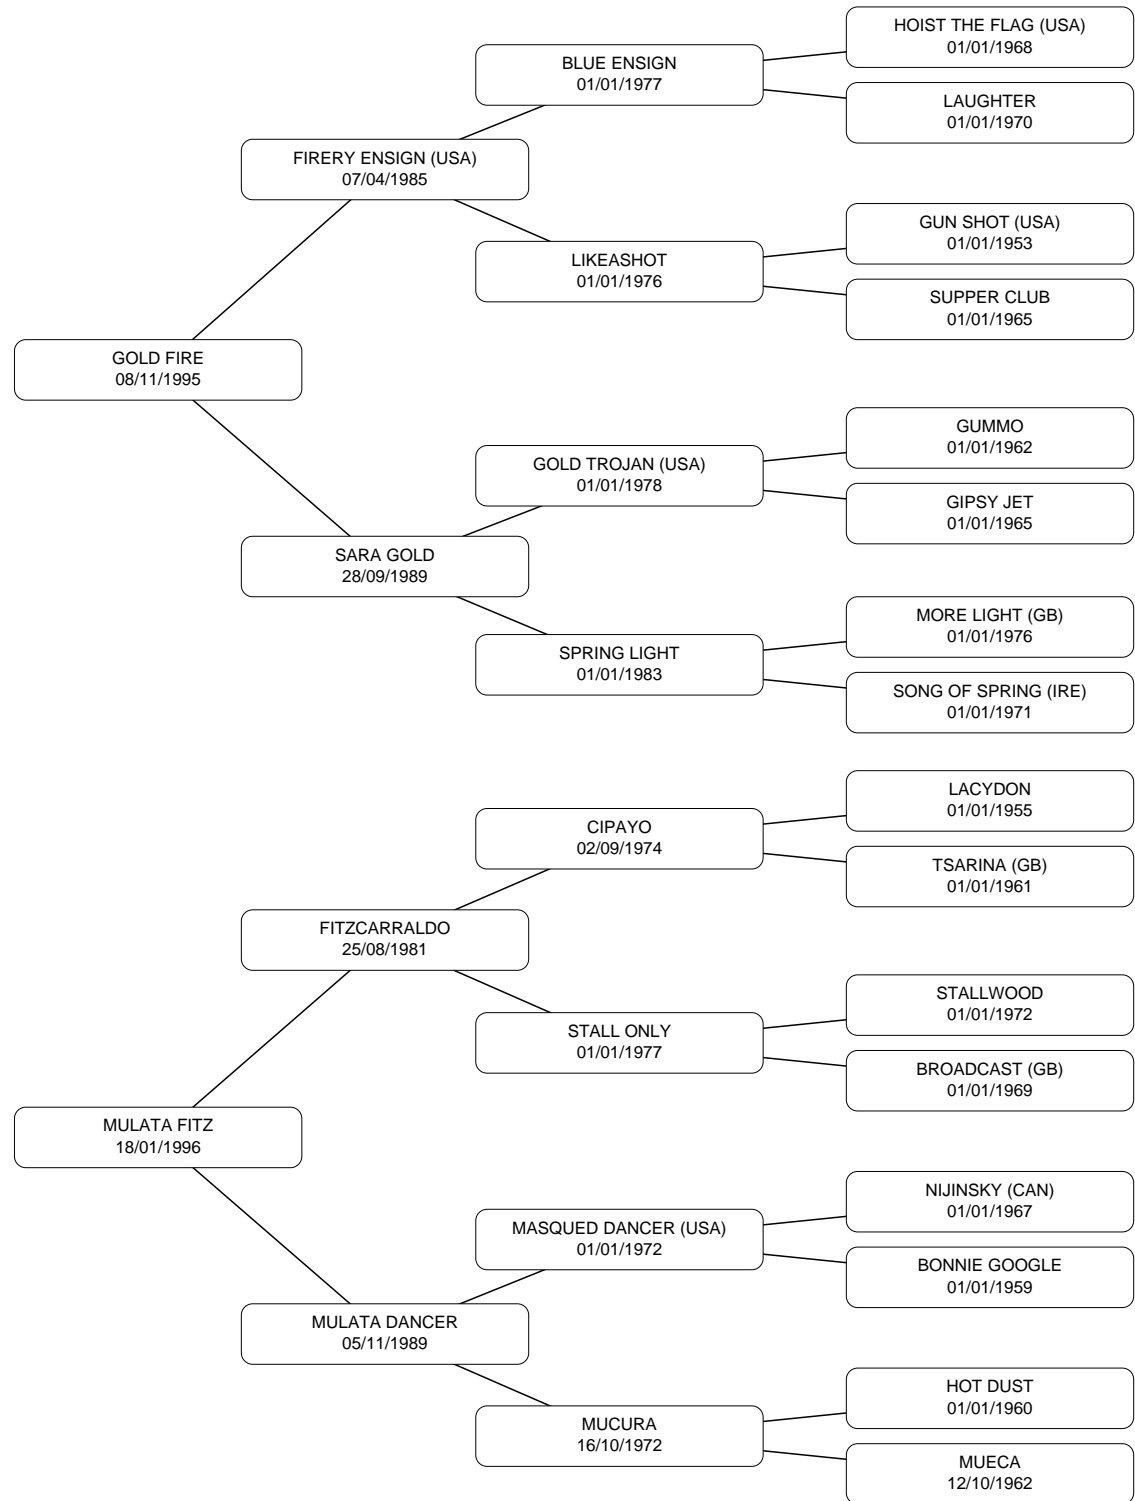 HOIST THE FLAG (USA)
01/01/1968
BLUE ENSIGN
01/01/1977
LAUGHTER
01/01/1970
FIRERY ENSIGN (USA)
07/04/1985
GUN SHOT (USA)
01/01/1953
LIKEASHOT
01/01/1976
SUPPER CLUB
01/01/1965
GOLD FIRE
08/11/1995
GUMMO
01/01/1962
GOLD TROJAN (USA)
01/01/1978
GIPSY JET
01/01/1965
SARA GOLD
28/09/1989
MORE LIGHT (GB)
01/01/1976
SPRING LIGHT
01/01/1983
SONG OF SPRING (IRE)
01/01/1971
LACYDON
01/01/1955
CIPAYO
02/09/1974
TSARINA (GB)
01/01/1961
FITZCARRALDO
25/08/1981
STALLWOOD
01/01/1972
STALL ONLY
01/01/1977
BROADCAST (GB)
01/01/1969
MULATA FITZ
18/01/1996
NIJINSKY (CAN)
01/01/1967
MASQUED DANCER (USA)
01/01/1972
BONNIE GOOGLE
01/01/1959
MULATA DANCER
05/11/1989
HOT DUST
01/01/1960
MUCURA
16/10/1972
MUECA
12/10/1962